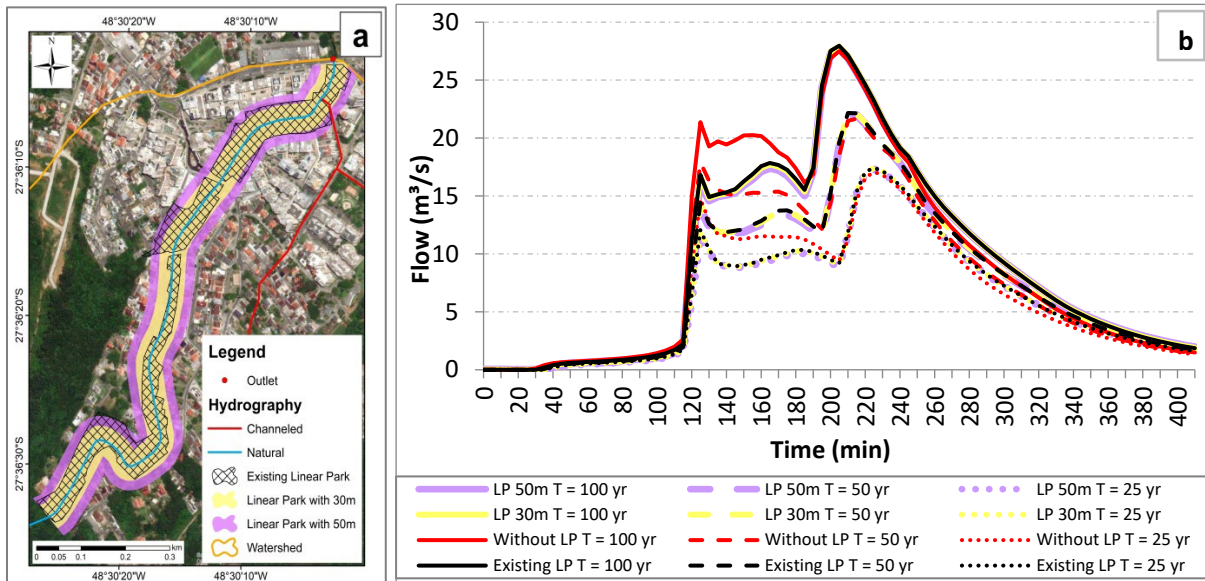 48°30'20"W 48°30'10"W
N
a
27°36'10"S
27°36'20"S
27°36'30"S
Legend
Outlet
Hydrography
Channeled
Natural
Existing Linear Park
Linear Park with 30m
Linear Park with 50m
Watershed
0 0.05 0.1 0.2 0.3
km
48°30'20"W 48°30'10"W
b
Flow (m³/s)
30
25
20
15
10
5
0
0 20 40 60 80 100 120 140 160 180 200 220 240 260 280 300 320 340 360 380 400
Time (min)
LP 50m T = 100 yr LP 50m T = 50 yr LP 50m T = 25 yr
LP 30m T = 100 yr LP 30m T = 50 yr LP 30m T = 25 yr
Without LP T = 100 yr Without LP T = 50 yr Without LP T = 25 yr
Existing LP T = 100 yr Existing LP T = 50 yr Existing LP T = 25 yr